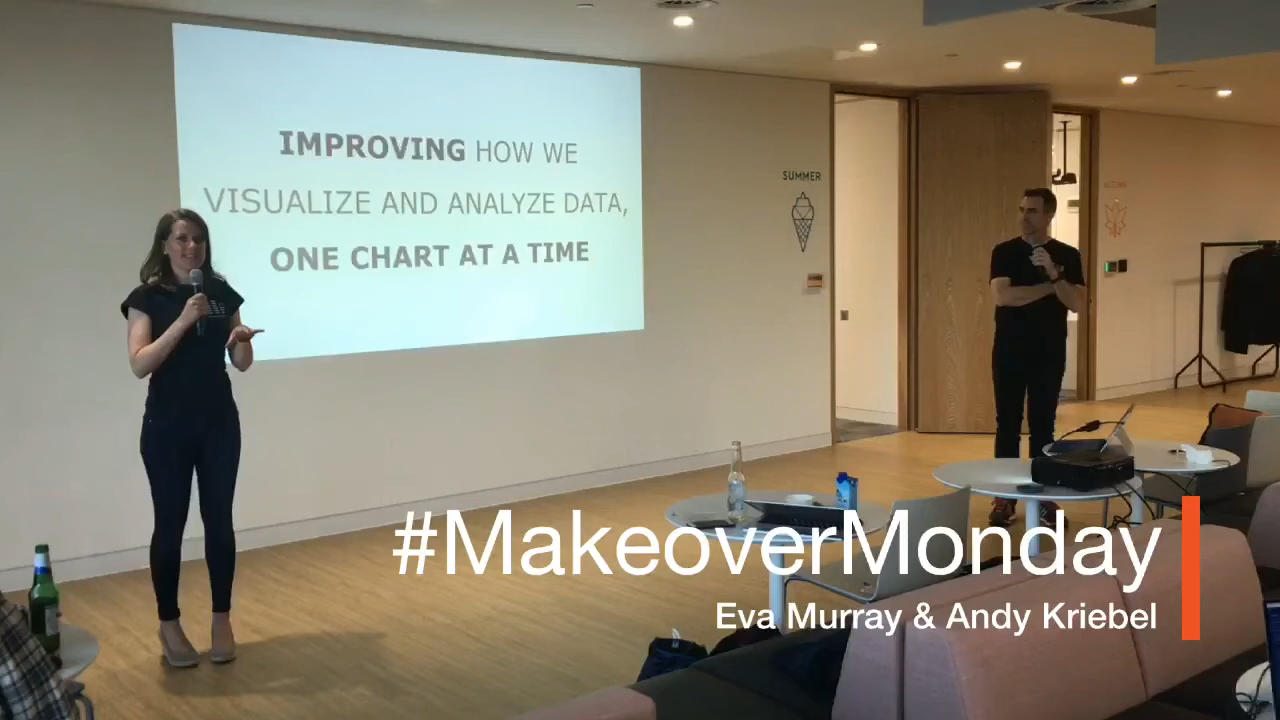 IMPROVING HOW WE
VISUALIZE AND ANALYZE DATA,
ONE CHART AT A TIME
SUMMER
#MakeoverMonday
Eva Murray & Andy Kriebel